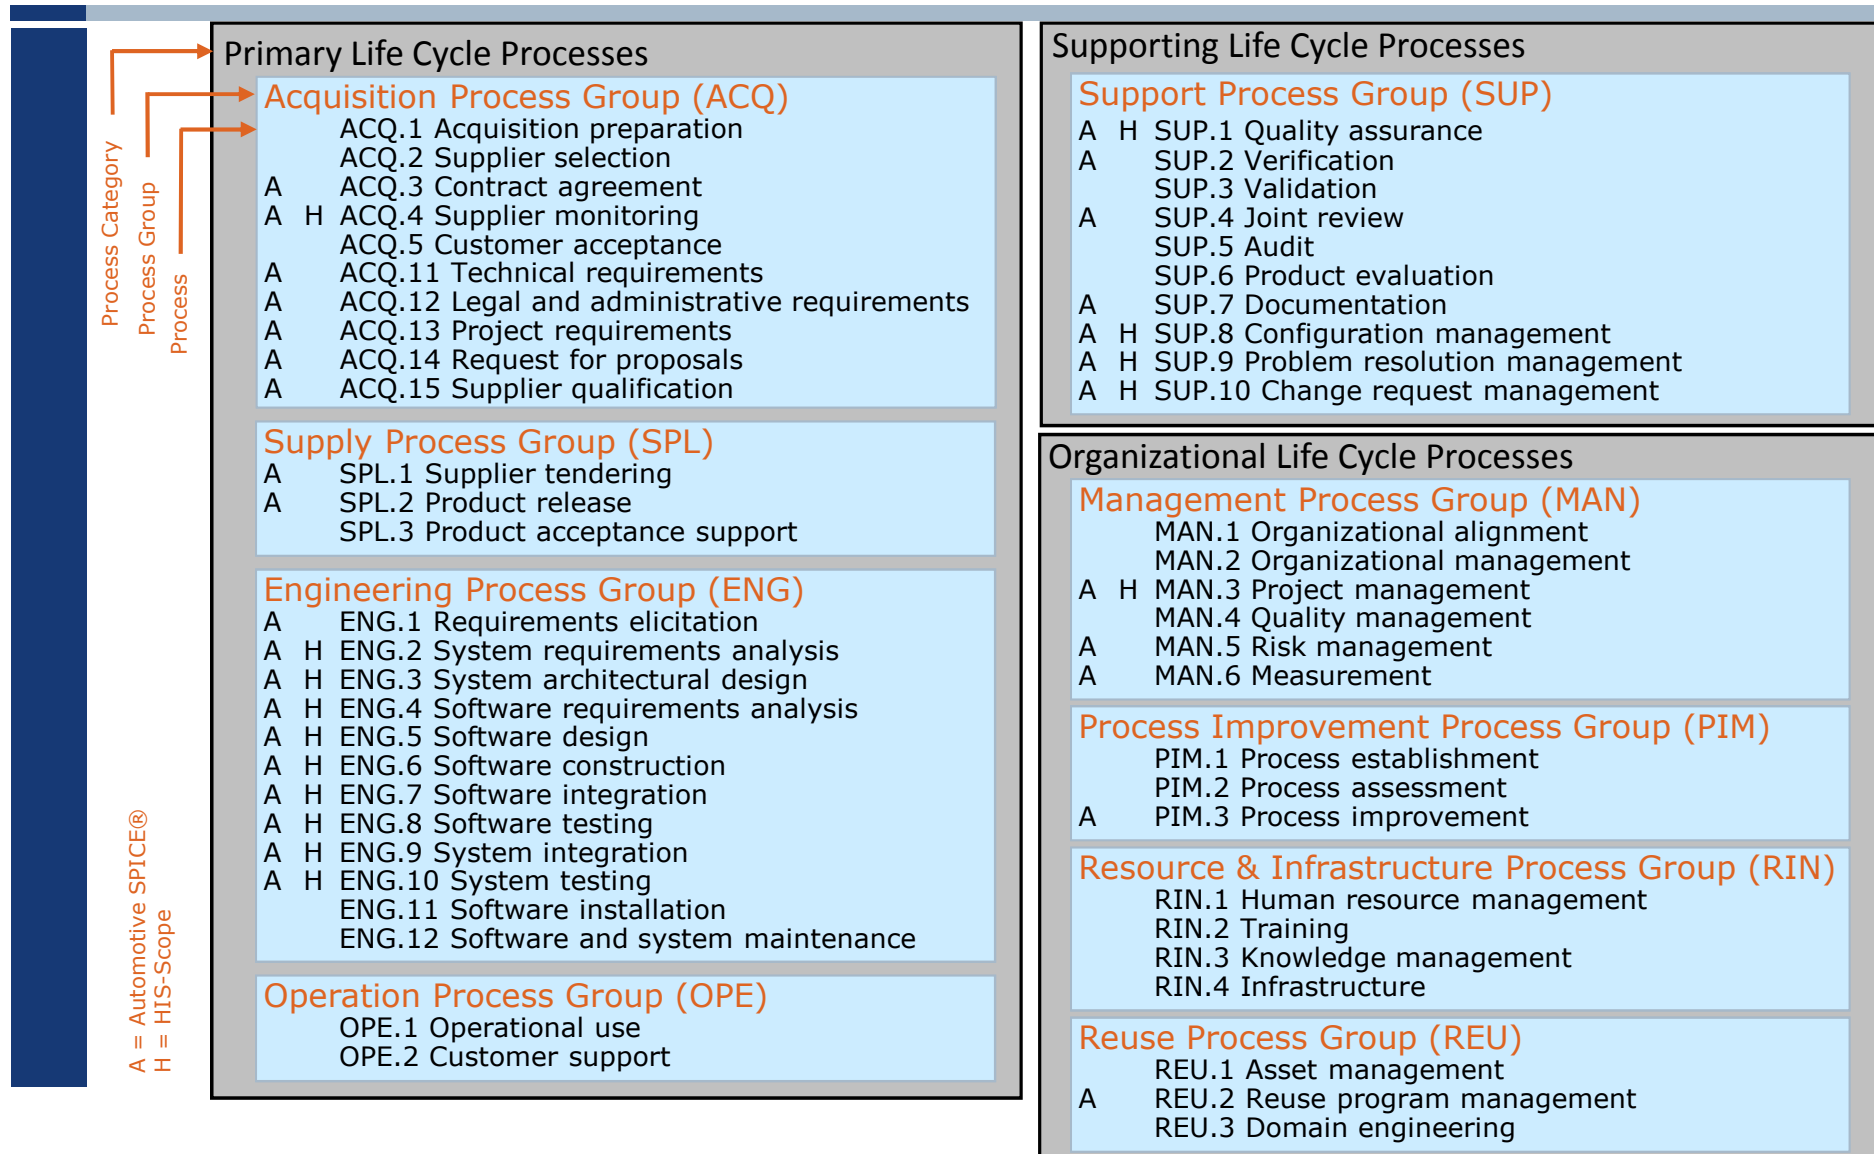 Process Category
Process Group
Process
A = Automotive SPICE®
H = HIS-Scope
Primary Life Cycle Processes
Acquisition Process Group (ACQ)
ACQ.1 Acquisition preparation
ACQ.2 Supplier selection
A ACQ.3 Contract agreement
A H ACQ.4 Supplier monitoring
ACQ.5 Customer acceptance
A ACQ.11 Technical requirements
A ACQ.12 Legal and administrative requirements
A ACQ.13 Project requirements
A ACQ.14 Request for proposals
A ACQ.15 Supplier qualification
Supply Process Group (SPL)
A SPL.1 Supplier tendering
A SPL.2 Product release
SPL.3 Product acceptance support
Engineering Process Group (ENG)
A ENG.1 Requirements elicitation
A H ENG.2 System requirements analysis
A H ENG.3 System architectural design
A H ENG.4 Software requirements analysis
A H ENG.5 Software design
A H ENG.6 Software construction
A H ENG.7 Software integration
A H ENG.8 Software testing
A H ENG.9 System integration
A H ENG.10 System testing
ENG.11 Software installation
ENG.12 Software and system maintenance
Operation Process Group (OPE)
OPE.1 Operational use
OPE.2 Customer support
Supporting Life Cycle Processes
Support Process Group (SUP)
A H SUP.1 Quality assurance
A SUP.2 Verification
SUP.3 Validation
A SUP.4 Joint review
SUP.5 Audit
SUP.6 Product evaluation
A SUP.7 Documentation
A H SUP.8 Configuration management
A H SUP.9 Problem resolution management
A H SUP.10 Change request management
Organizational Life Cycle Processes
Management Process Group (MAN)
MAN.1 Organizational alignment
MAN.2 Organizational management
A H MAN.3 Project management
MAN.4 Quality management
A MAN.5 Risk management
A MAN.6 Measurement
Process Improvement Process Group (PIM)
PIM.1 Process establishment
PIM.2 Process assessment
A PIM.3 Process improvement
Resource & Infrastructure Process Group (RIN)
RIN.1 Human resource management
RIN.2 Training
RIN.3 Knowledge management
RIN.4 Infrastructure
Reuse Process Group (REU)
REU.1 Asset management
A REU.2 Reuse program management
REU.3 Domain engineering